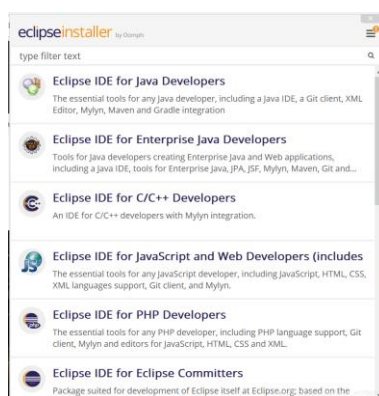 eclipseinstaller by Oomph
type filter text
Eclipse IDE for Java Developers
The essential tools for any Java developer, including a Java IDE, a Git client, XML
Editor, Mylyn, Maven and Gradle integration
Eclipse IDE for Enterprise Java Developers
Tools for Java developers creating Enterprise Java and Web applications,
including a Java IDE, tools for Enterprise Java, JPA, JSF, Mylyn, Maven, Git and...
Eclipse IDE for C/C++ Developers
An IDE for C/C++ developers with Mylyn integration.
Eclipse IDE for JavaScript and Web Developers (includes
The essential tools for any JavaScript developer, including JavaScript, HTML, CSS,
XML languages support, Git client, and Mylyn.
Eclipse IDE for PHP Developers
The essential tools for any PHP developer, including PHP language support, Git
client, Mylyn and editors for JavaScript, HTML, CSS and XML.
Eclipse IDE for Eclipse Committers
Package suited for development of Eclipse itself at Eclipse.org; based on the